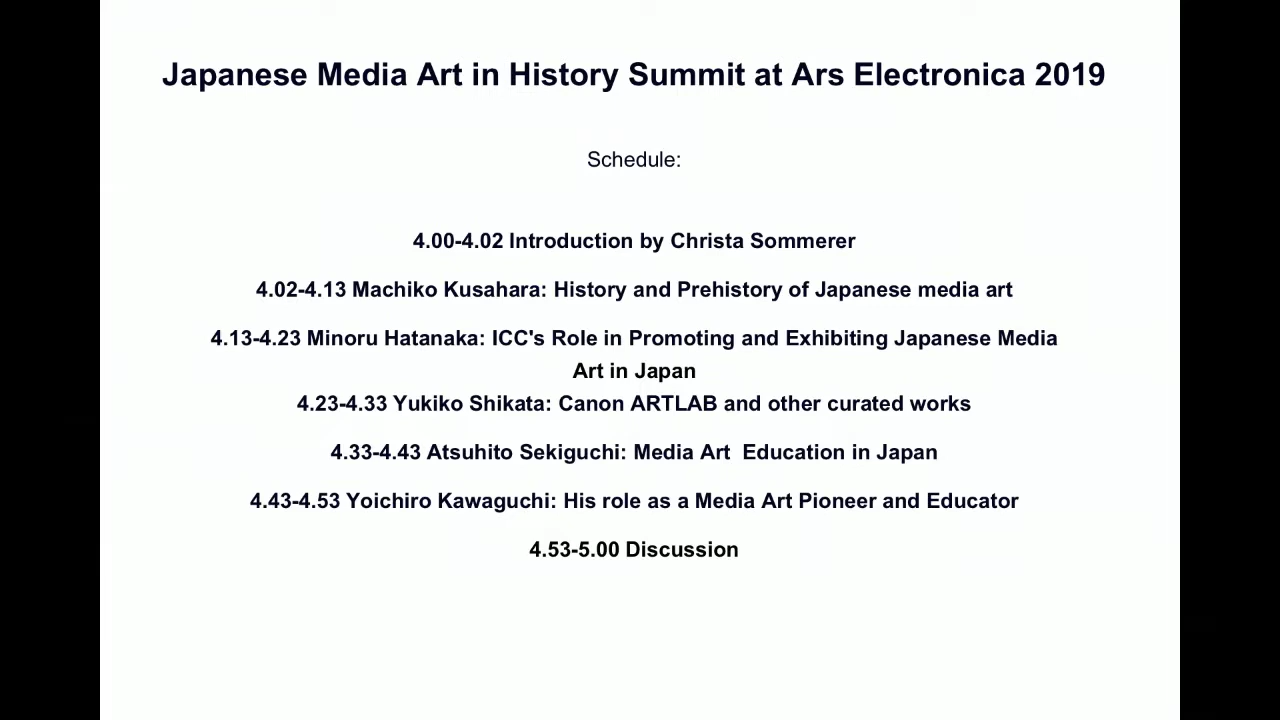 Japanese Media Art in History Summit at Ars Electronica 2019
Schedule:
4.00-4.02 Introduction by Christa Sommerer
4.02-4.13 Machiko Kusahara: History and Prehistory of Japanese media art
4.13-4.23 Minoru Hatanaka: ICC's Role in Promoting and Exhibiting Japanese Media
Art in Japan
4.23-4.33 Yukiko Shikata: Canon ARTLAB and other curated works
4.33-4.43 Atsuhito Sekiguchi: Media Art  Education in Japan
4.43-4.53 Yoichiro Kawaguchi: His role as a Media Art Pioneer and Educator
4.53-5.00 Discussion